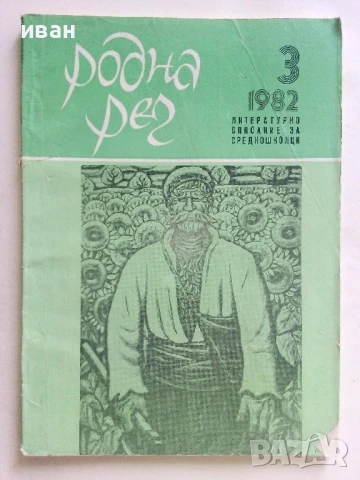 иван
родна
реч
3
1982
ЛИТЕРАТУРНО
СПИСАНИЕ ЗА
СРЕДНОШКОЛЦИ
BAZAR